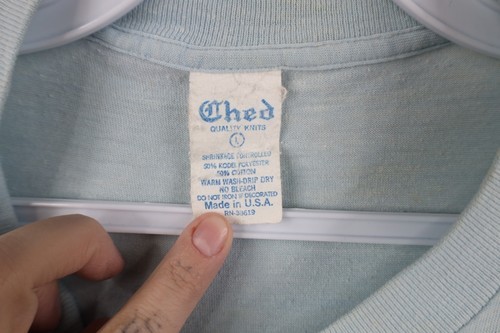 Ched
QUALITY KNITS
L
SHRINKAGE CONTROLLED
50% KODEL POLYESTER
50% COTTON
WARM WASH-DRIP DRY
NO BLEACH
DO NOT IRON IF DECORATED
Made in U.S.A.